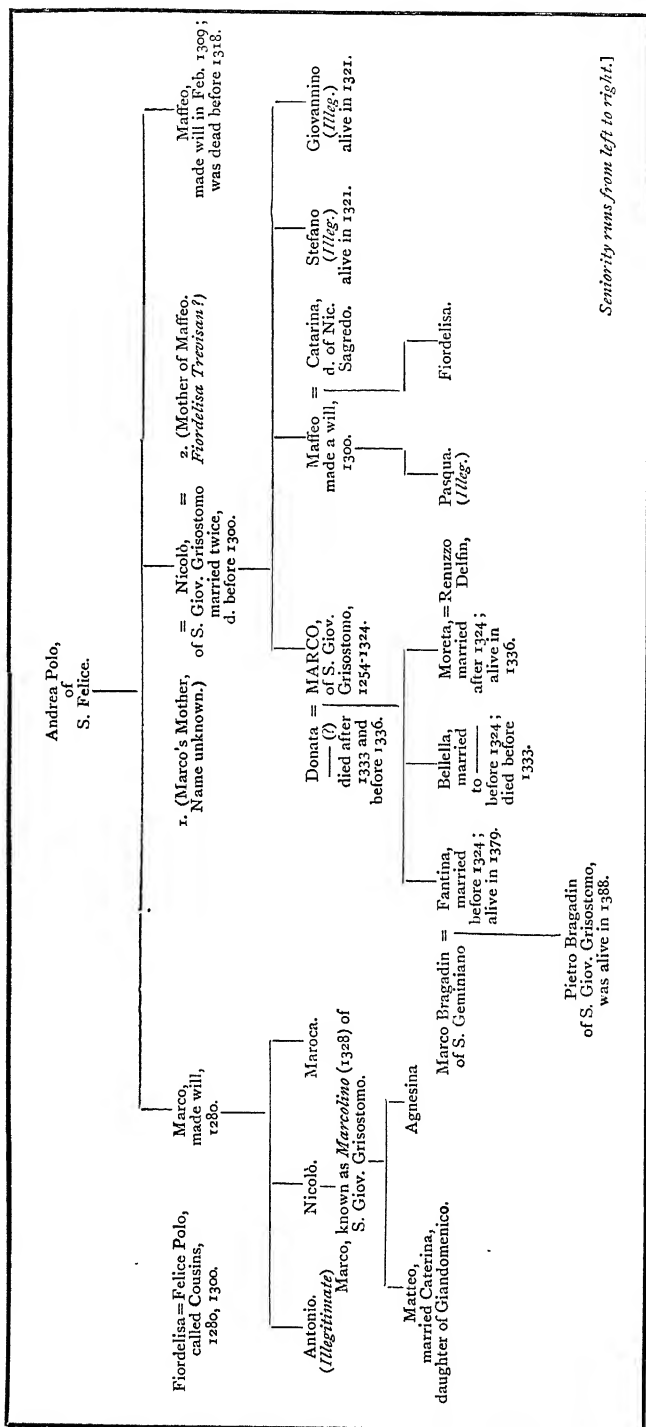 Andrea Polo,
of
S. Felice.
Fiordelisa=Felice Polo,
called Cousins,
1280, 1300.
Marco,
made will,
1280.
1. (Marco's Mother,
Name unknown.)
= Nicolò, =
of S. Giov. Grisostomo
married twice,
d. before 1300.
2. (Mother of Maffeo.
Fiordelisa Trevisan?)
Maffeo,
made will in Feb. 1309;
was dead before 1318.
Antonio.
(Illegitimate)
Nicolò.
Maroca.
Marco, known as Marcolino (1328) of
S. Giov. Grisostomo.
Matteo,
married Caterina,
daughter of Giandomenico.
Agnesina
Donata =
—— (?)
died after
1333 and
before 1336.
MARCO,
of S. Giov.
Grisostomo,
1254-1324.
Maffeo =
made a will,
1300.
Catarina,
d. of Nic.
Sagredo.
Stefano
(Illeg.)
alive in 1321.
Giovannino
(Illeg.)
alive in 1321.
Marco Bragadin =
of S. Geminiano
Fantina,
married
before 1324;
alive in 1379.
Bellella,
married
to ——
before 1324;
died before
1333.
Moreta, =
married
after 1324;
alive in
1336.
Renuzzo
Delfin,
Pasqua.
(Illeg.)
Fiordelisa.
Pietro Bragadin
of S. Giov. Grisostomo,
was alive in 1388.
Seniority runs from left to right.]